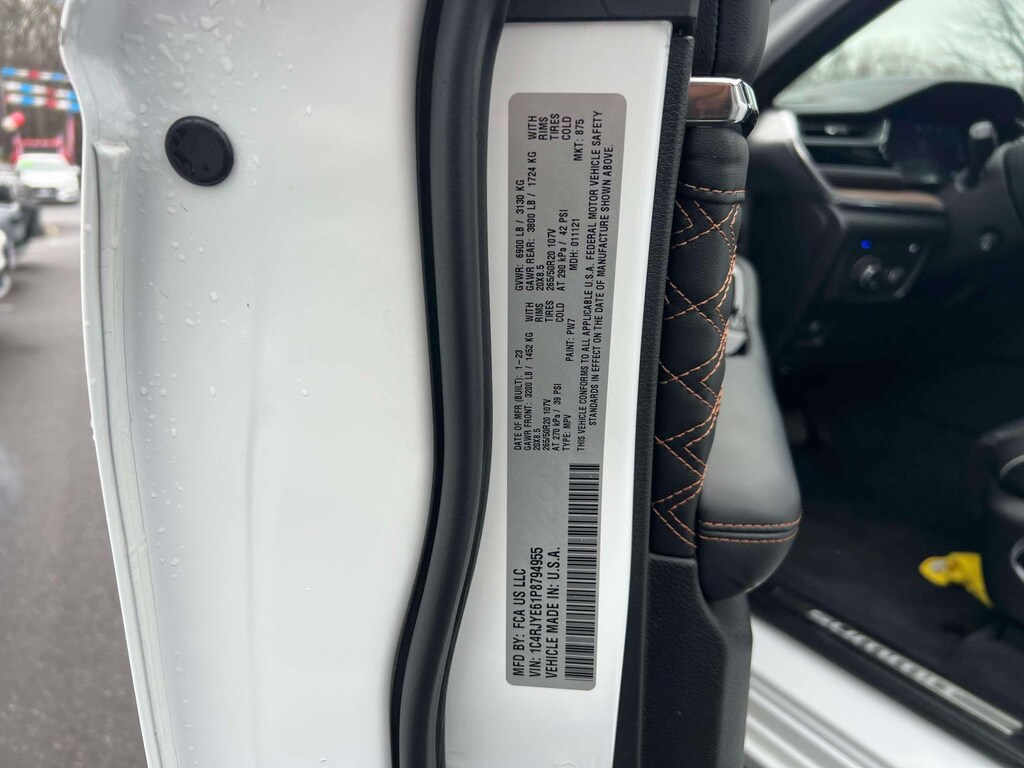 MFD BY: FCA US LLC
VIN: 1C4RJYE61P8794955
VEHICLE MADE IN: U.S.A.
DATE OF MFR (BUILT): 1-23 GVWR: 6900 LB / 3130 KG
GAWR FRONT: 3200 LB / 1452 KG WITH GAWR REAR: 3800 LB / 1724 KG WITH
20X8.5 RIMS 20X8.5 RIMS
265/50R20 107V TIRES 265/50R20 107V TIRES
AT 270 kPa / 39 PSI COLD AT 290 kPa / 42 PSI COLD
TYPE: MPV PAINT: PW7 MDH: 011121 MKT: 875
THIS VEHICLE CONFORMS TO ALL APPLICABLE U.S.A. FEDERAL MOTOR VEHICLE SAFETY
STANDARDS IN EFFECT ON THE DATE OF MANUFACTURE SHOWN ABOVE.
SUMMIT